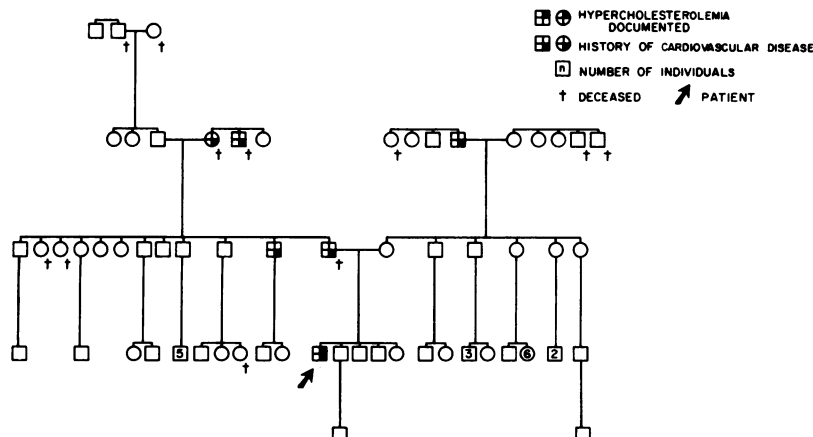 HYPERCHOLESTEROLEMIA
DOCUMENTED
HISTORY OF CARDIOVASCULAR DISEASE
n NUMBER OF INDIVIDUALS
† DECEASED PATIENT
† †
† † † † †
† † †
5 † 3 6 2